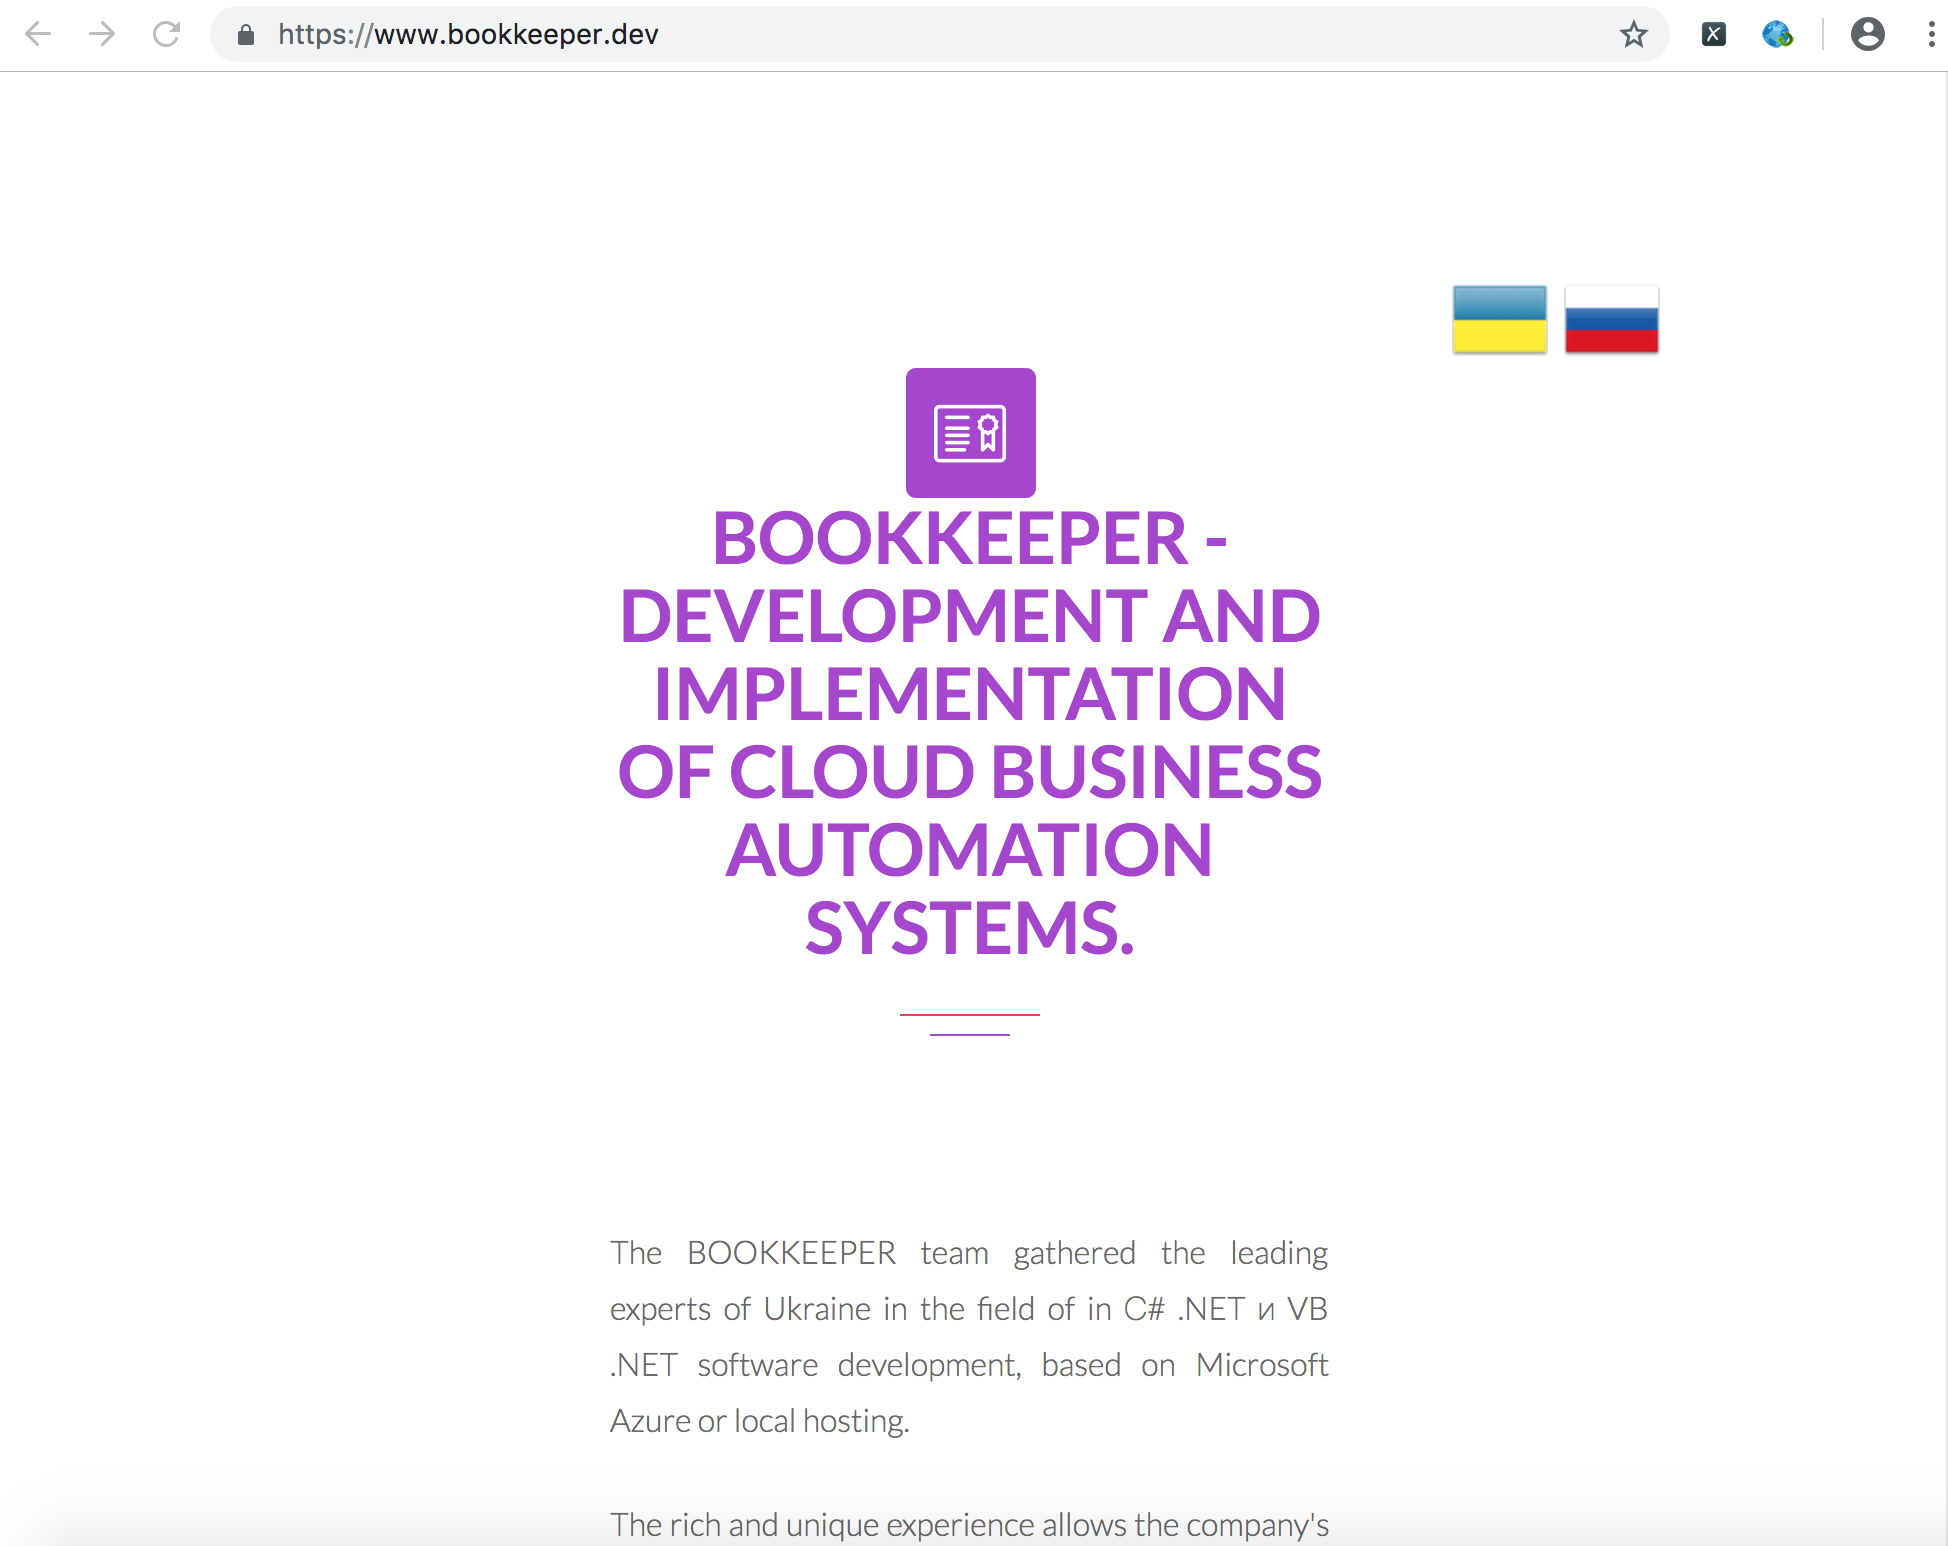 https://www.bookkeeper.dev
BOOKKEEPER -
DEVELOPMENT AND
IMPLEMENTATION
OF CLOUD BUSINESS
AUTOMATION
SYSTEMS.
The BOOKKEEPER team gathered the leading
experts of Ukraine in the field of in C# .NET и VB
.NET software development, based on Microsoft
Azure or local hosting.
The rich and unique experience allows the company's